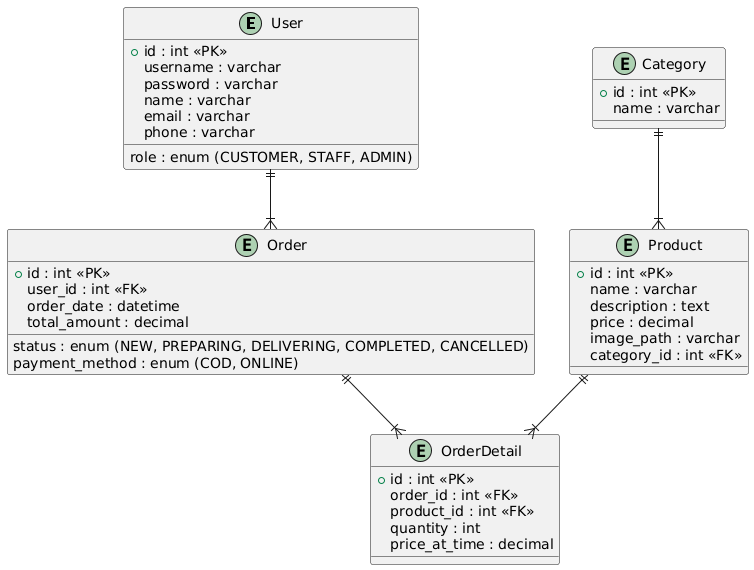 E User
id : int «PK»
username : varchar
password : varchar
name : varchar
email : varchar
phone : varchar
role : enum (CUSTOMER, STAFF, ADMIN)
E Category
id : int «PK»
name : varchar
E Order
id : int «PK»
user_id : int «FK»
order_date : datetime
total_amount : decimal
status : enum (NEW, PREPARING, DELIVERING, COMPLETED, CANCELLED)
payment_method : enum (COD, ONLINE)
E Product
id : int «PK»
name : varchar
description : text
price : decimal
image_path : varchar
category_id : int «FK»
E OrderDetail
id : int «PK»
order_id : int «FK»
product_id : int «FK»
quantity : int
price_at_time : decimal